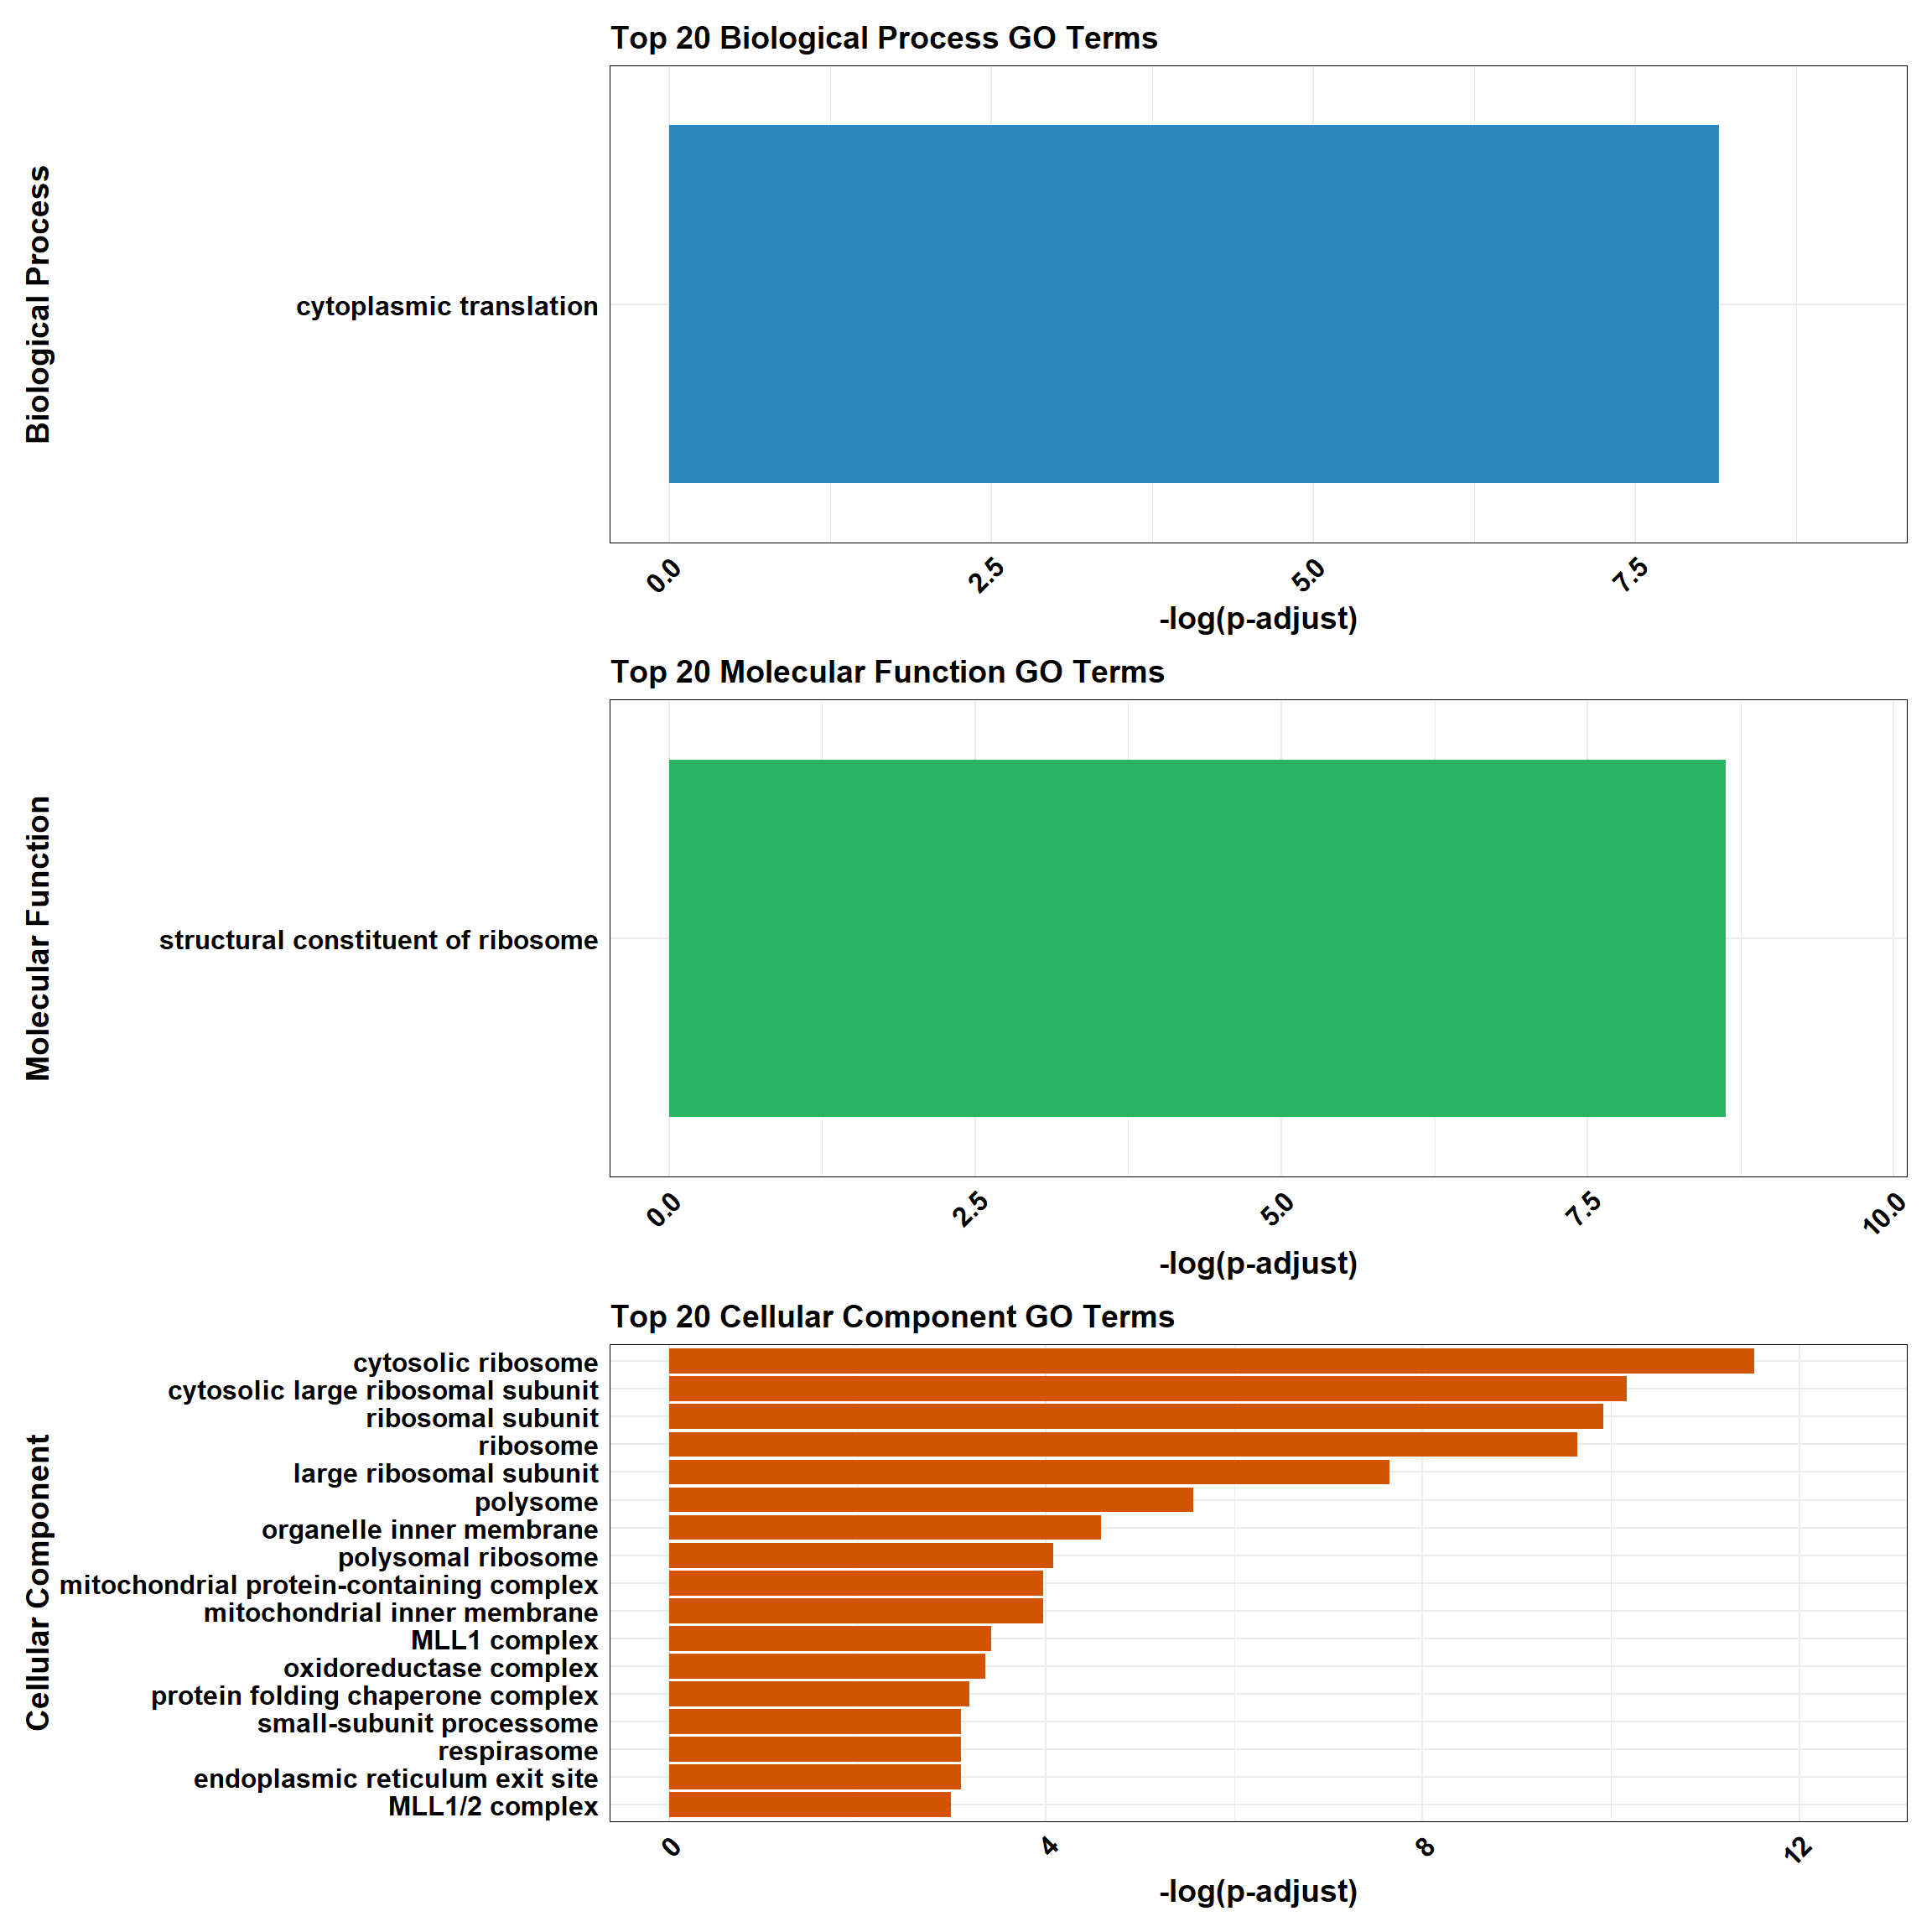 Top 20 Biological Process GO Terms
Biological Process
cytoplasmic translation
0.0
2.5
5.0
7.5
-log(p-adjust)
Top 20 Molecular Function GO Terms
Molecular Function
structural constituent of ribosome
0.0
2.5
5.0
7.5
10.0
-log(p-adjust)
Top 20 Cellular Component GO Terms
Cellular Component
cytosolic ribosome
cytosolic large ribosomal subunit
ribosomal subunit
ribosome
large ribosomal subunit
polysome
organelle inner membrane
polysomal ribosome
mitochondrial protein-containing complex
mitochondrial inner membrane
MLL1 complex
oxidoreductase complex
protein folding chaperone complex
small-subunit processome
respirasome
endoplasmic reticulum exit site
MLL1/2 complex
0
4
8
12
-log(p-adjust)